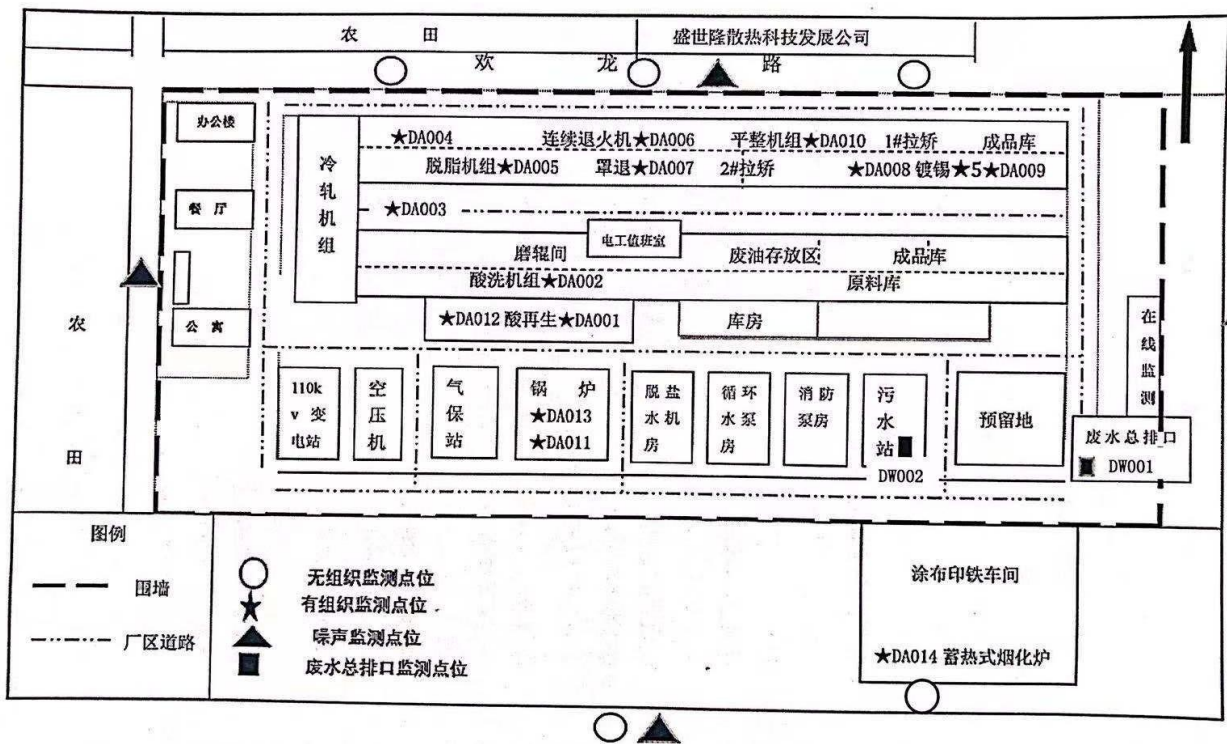 农 田
盛世隆散热科技发展公司
欢 龙 路
办公楼
★DA004 连续退火机★DA006 平整机组★DA010 1#拉矫 成品库
脱脂机组★DA005 罩退★DA007 2#拉矫 ★DA008 镀锡★5★DA009
冷轧机组
餐厅
★DA003
电工值班室
磨辊间 废油存放区 成品库
酸洗机组★DA002 原料库
农田
公寓
★DA012 酸再生★DA001
库房
在线监测
110k
v 变
电站
空压机
气保站
锅 炉
★DA013
★DA011
脱盐
水机
房
循环
水泵
房
消防
泵房
污水站
DW002
预留地
废水总排口
DW001
图例
围墙
厂区道路
无组织监测点位
有组织监测点位
噪声监测点位
废水总排口监测点位
涂布印铁车间
★DA014 蓄热式烟化炉